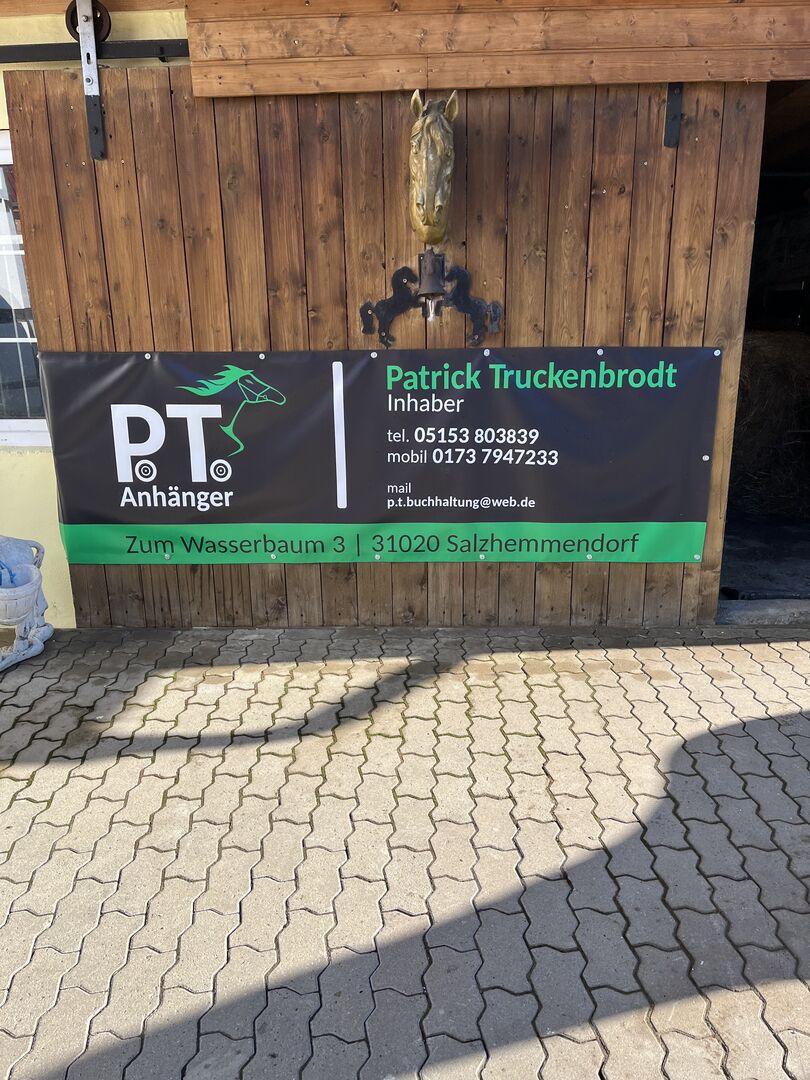 P.T.
Anhänger
Patrick Truckenbrodt
Inhaber
tel. 05153 803839
mobil 0173 7947233
mail
p.t.buchhaltung@web.de
Zum Wasserbaum 3 | 31020 Salzhemmendorf